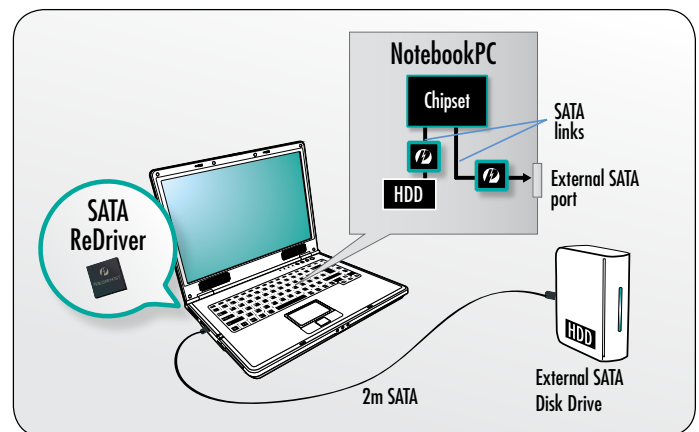 NotebookPC
Chipset
SATA
links
HDD
External SATA
port
SATA
ReDriver
HDD
2m SATA
External SATA
Disk Drive